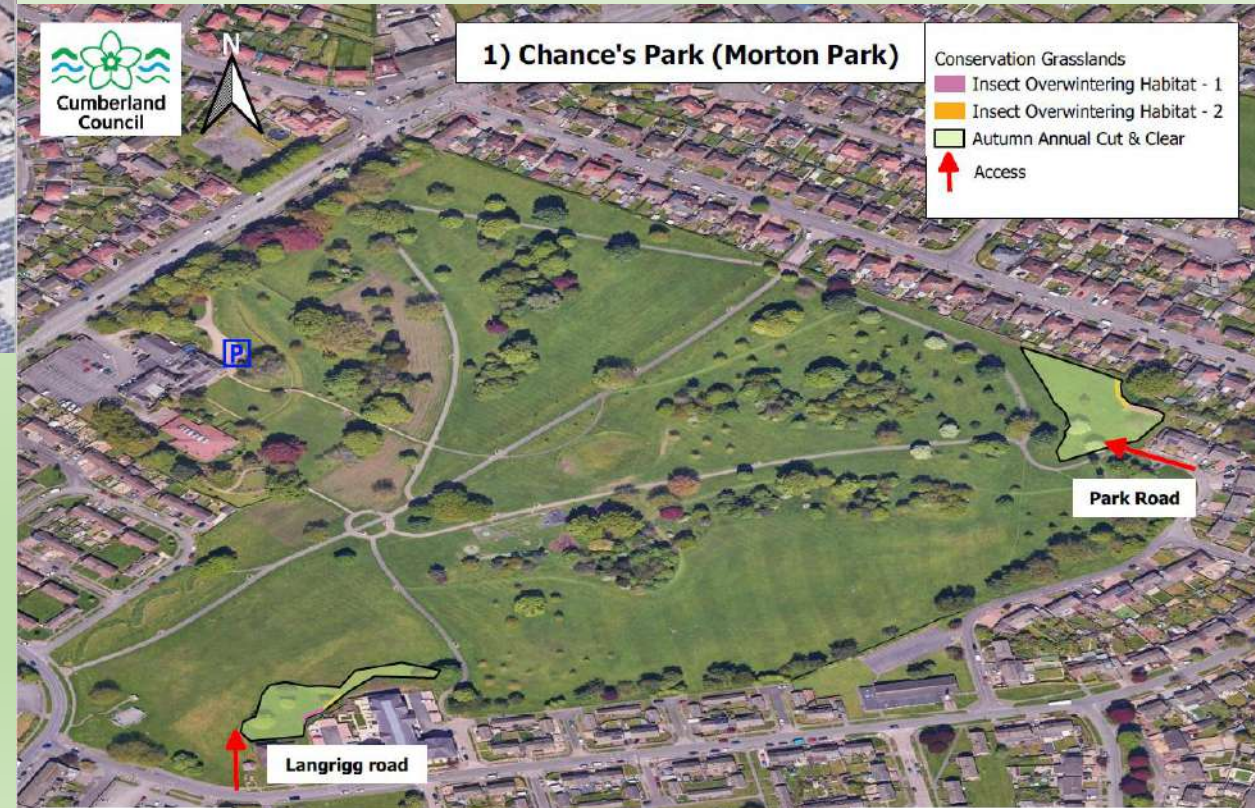 Cumberland
Council
N
1) Chance's Park (Morton Park)
Conservation Grasslands
Insect Overwintering Habitat - 1
Insect Overwintering Habitat - 2
Autumn Annual Cut & Clear
Access
P
Park Road
Langrigg road